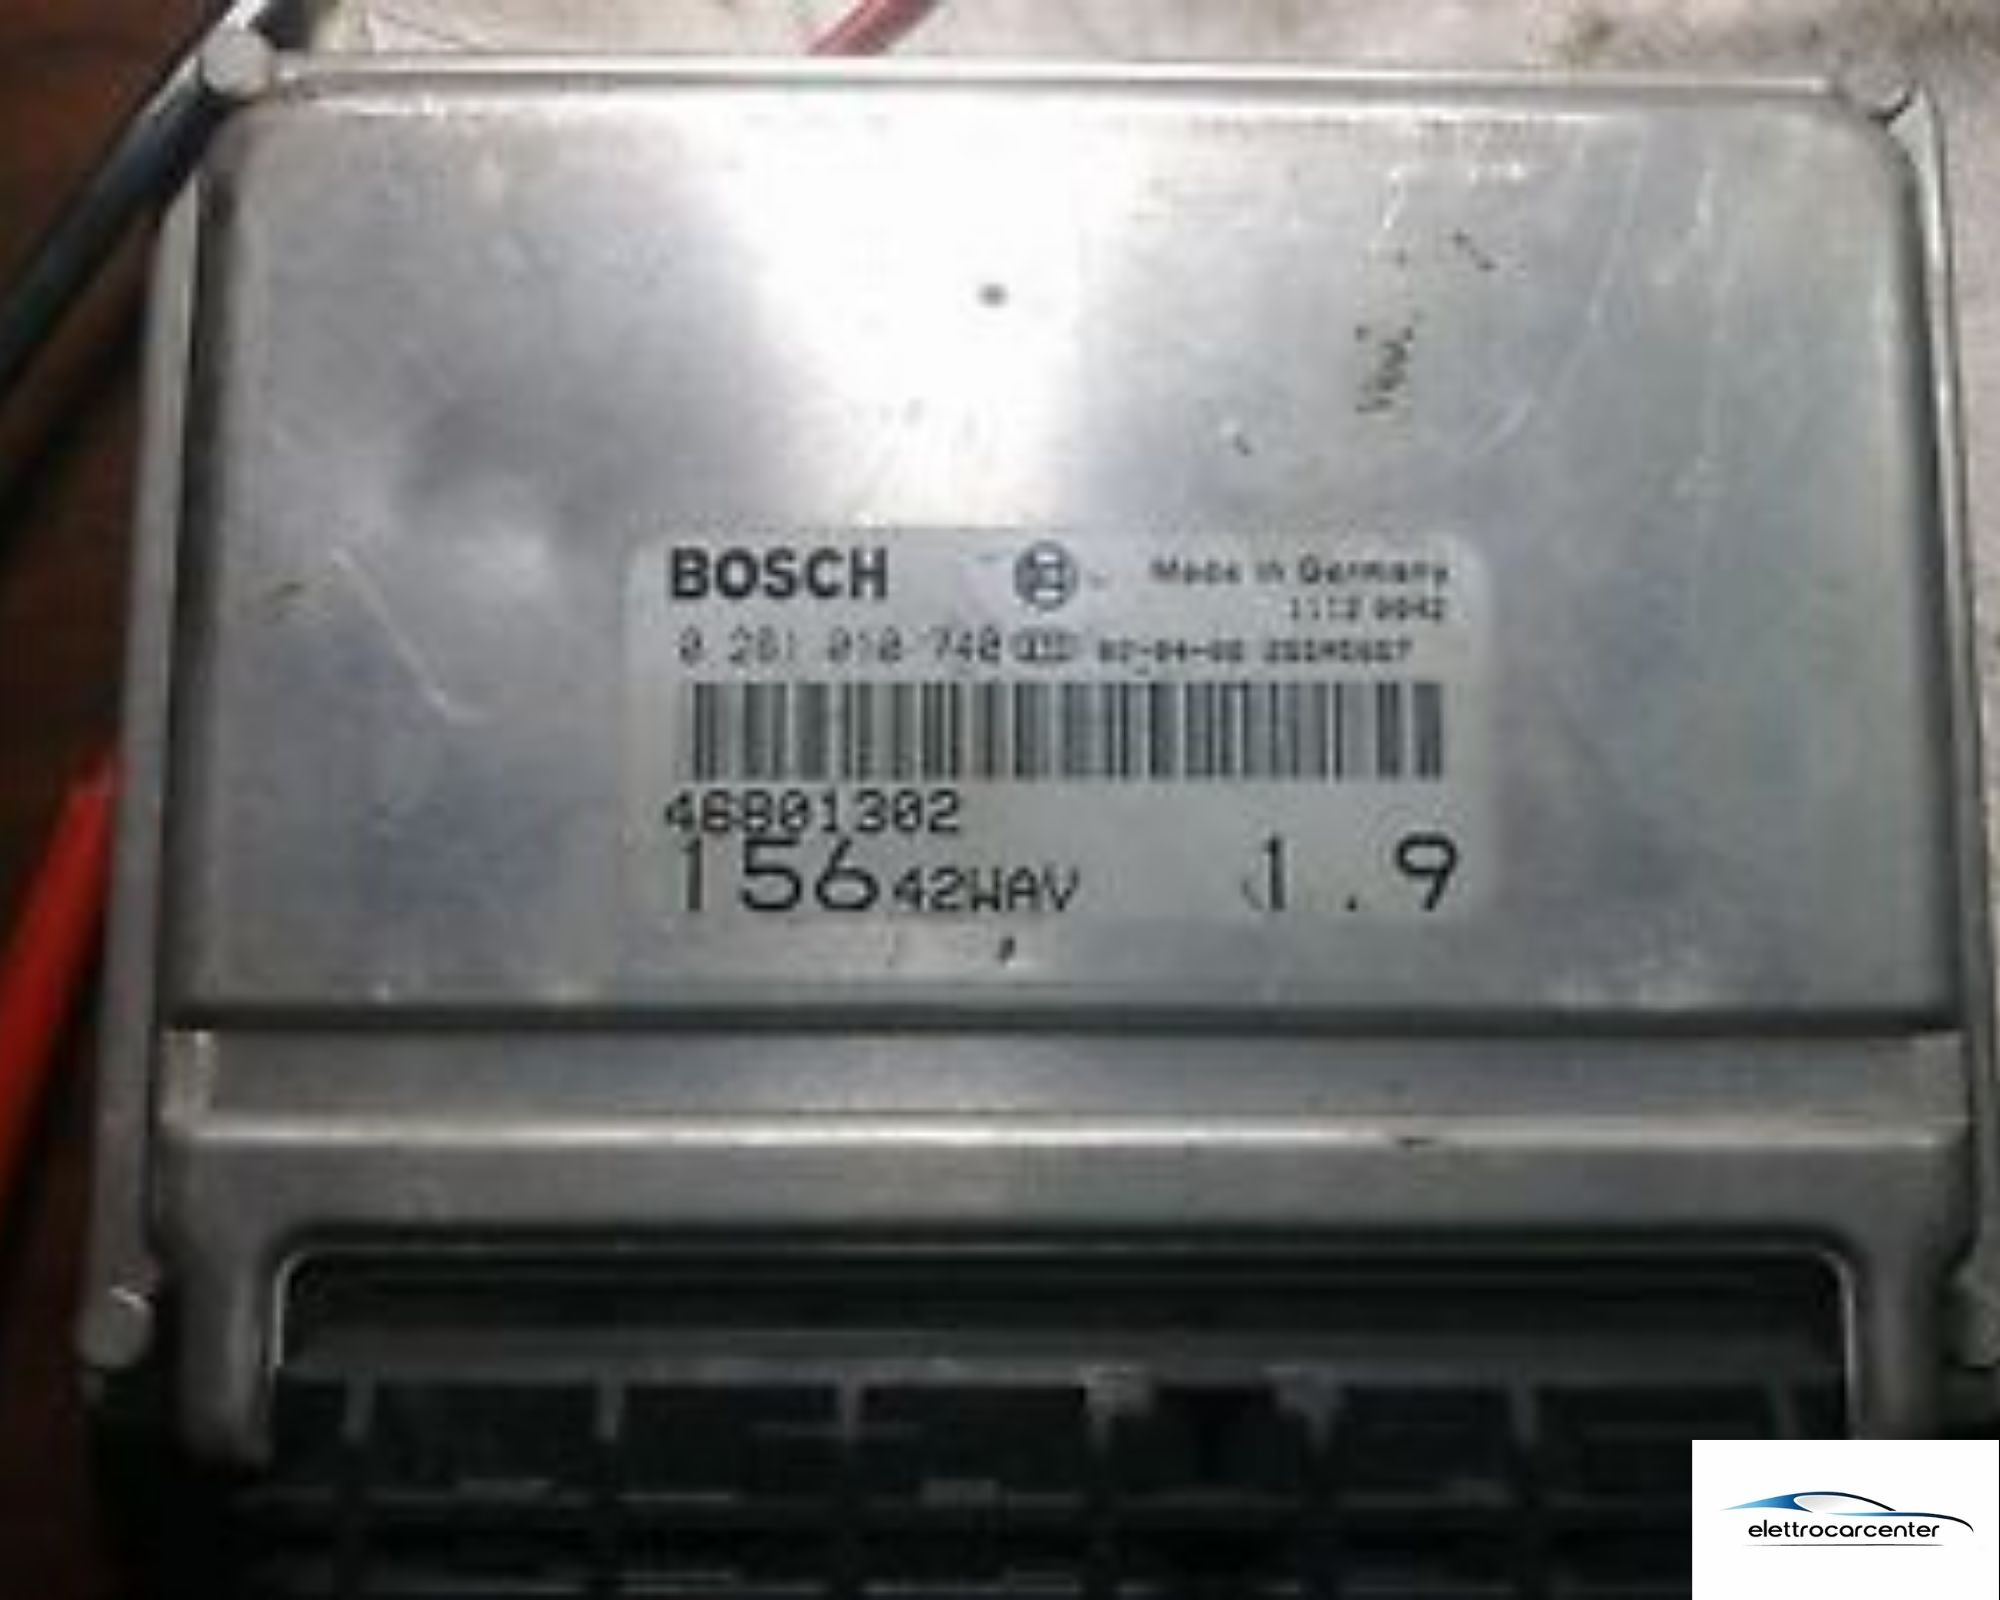 BOSCH
Made in Germany
0 281 010 740
46801302
156 42WAV 1.9
elettrocarcenter